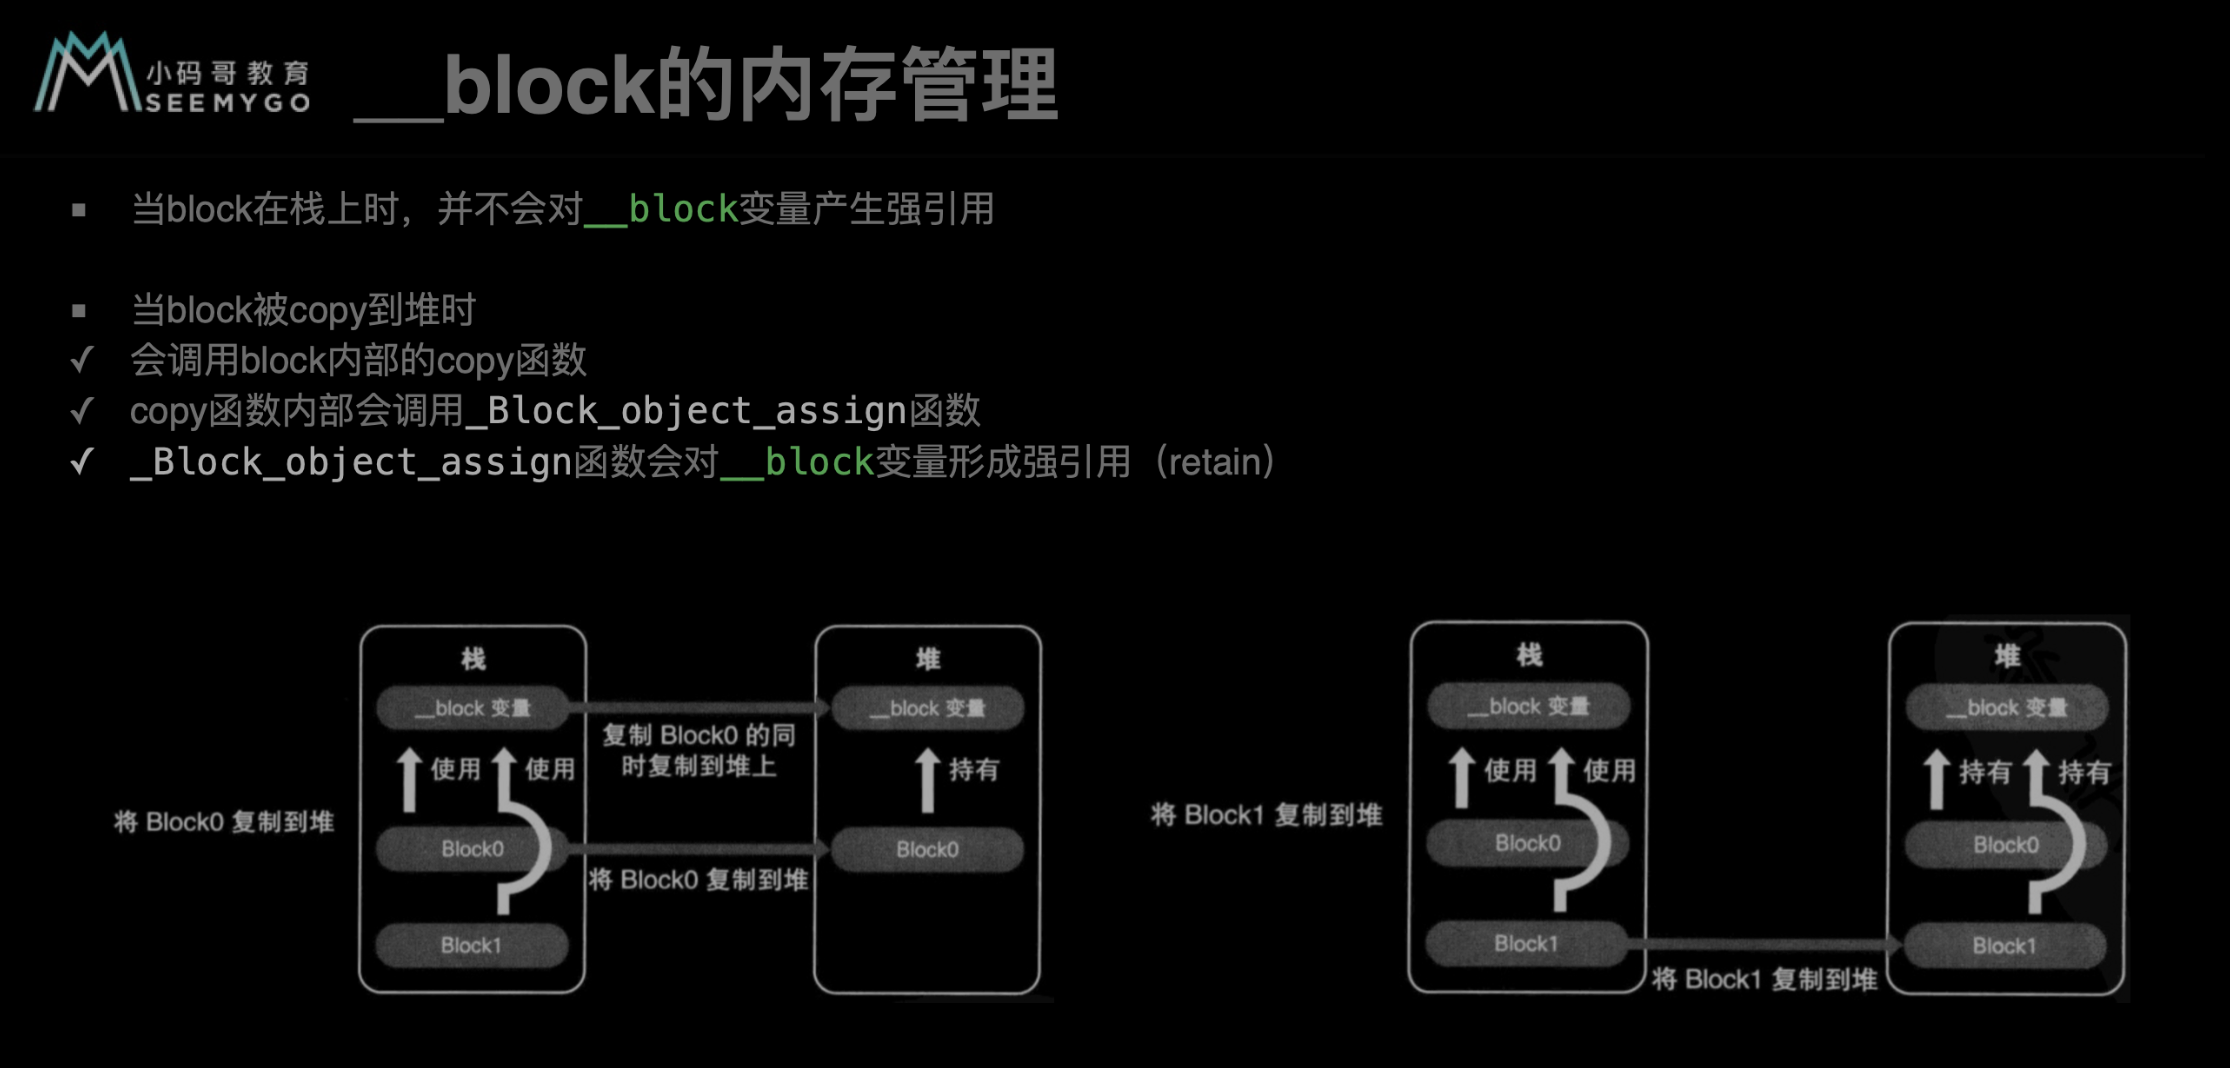 小码哥教育
SEEMYGO
__block的内存管理
▪ 当block在栈上时，并不会对__block变量产生强引用
▪ 当block被copy到堆时
✓ 会调用block内部的copy函数
✓ copy函数内部会调用_Block_object_assign函数
✓ _Block_object_assign函数会对__block变量形成强引用（retain）
将 Block0 复制到堆
栈
__block 变量
使用
使用
Block0
Block1
复制 Block0 的同
时复制到堆上
将 Block0 复制到堆
堆
__block 变量
持有
Block0
将 Block1 复制到堆
栈
__block 变量
使用
使用
Block0
Block1
将 Block1 复制到堆
堆
__block 变量
持有
持有
Block0
Block1